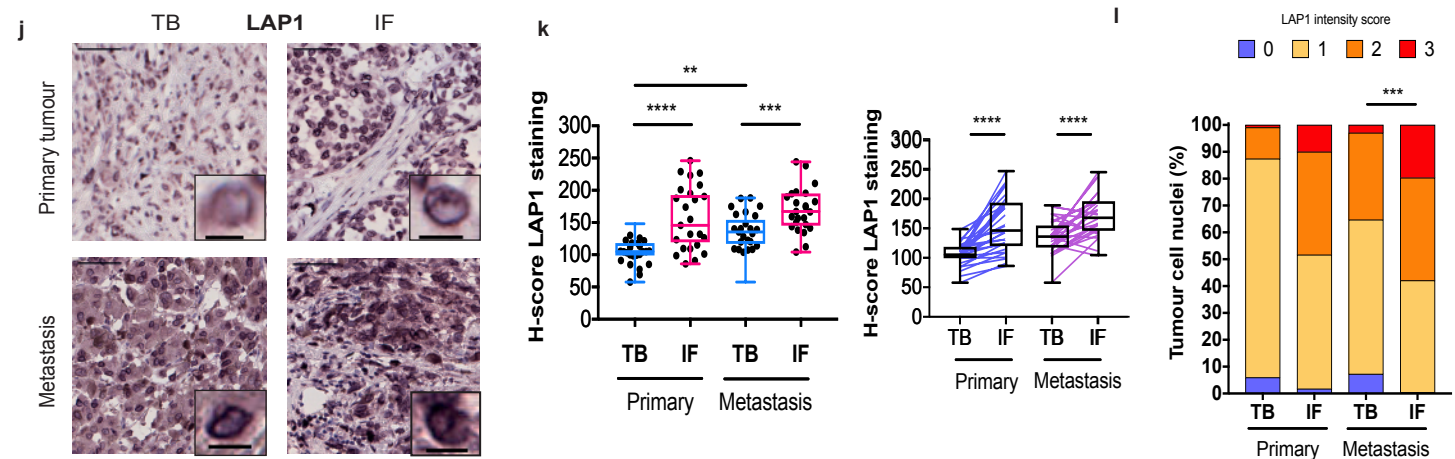 j
TB LAP1 IF
Primary tumour
Metastasis
k
H-score LAP1 staining
300
250
200
150
100
50
0
**
**** ***
TB IF TB IF
Primary Metastasis
H-score LAP1 staining
300
250
200
150
100
50
0
**** ****
TB IF TB IF
Primary Metastasis
l
LAP1 intensity score
0 1 2 3
***
Tumour cell nuclei (%)
100
90
80
70
60
50
40
30
20
10
0
TB IF TB IF
Primary Metastasis